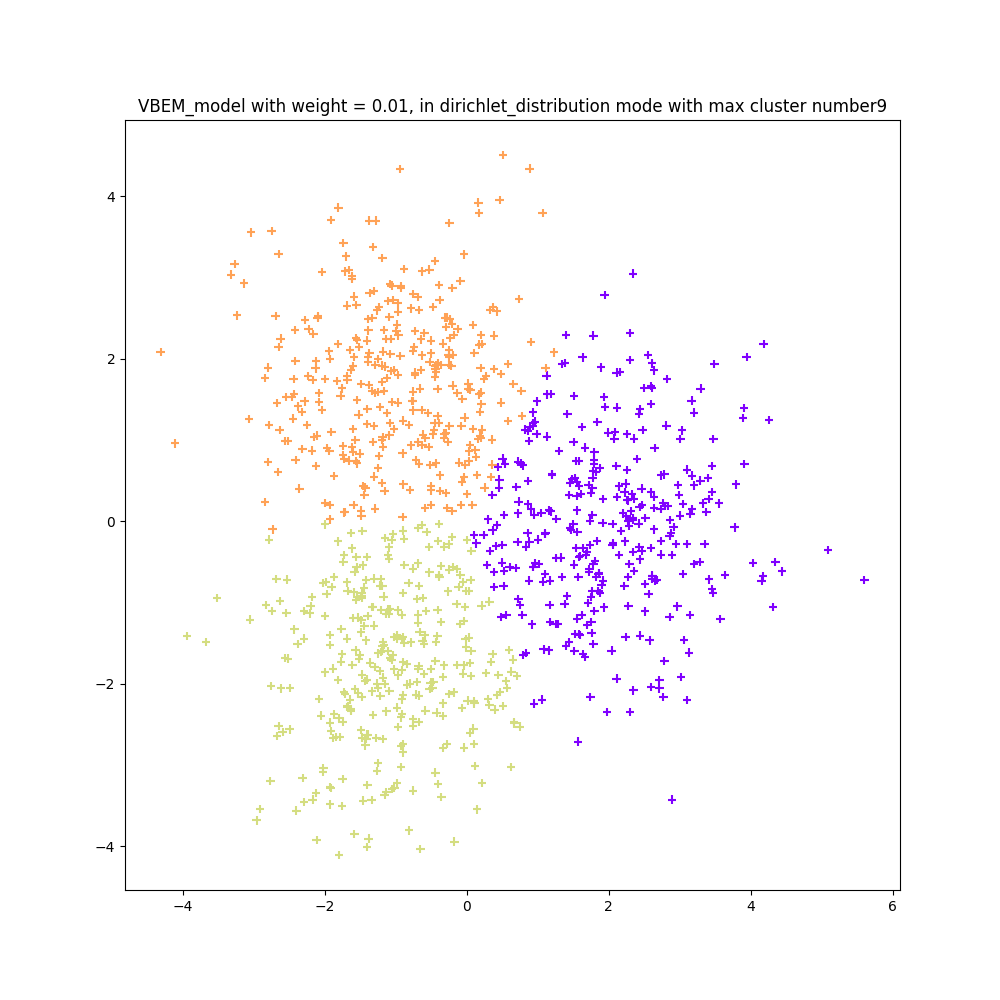 VBEM_model with weight = 0.01, in dirichlet_distribution mode with max cluster number9
4
2
0
−2
−4
−4 −2 0 2 4 6